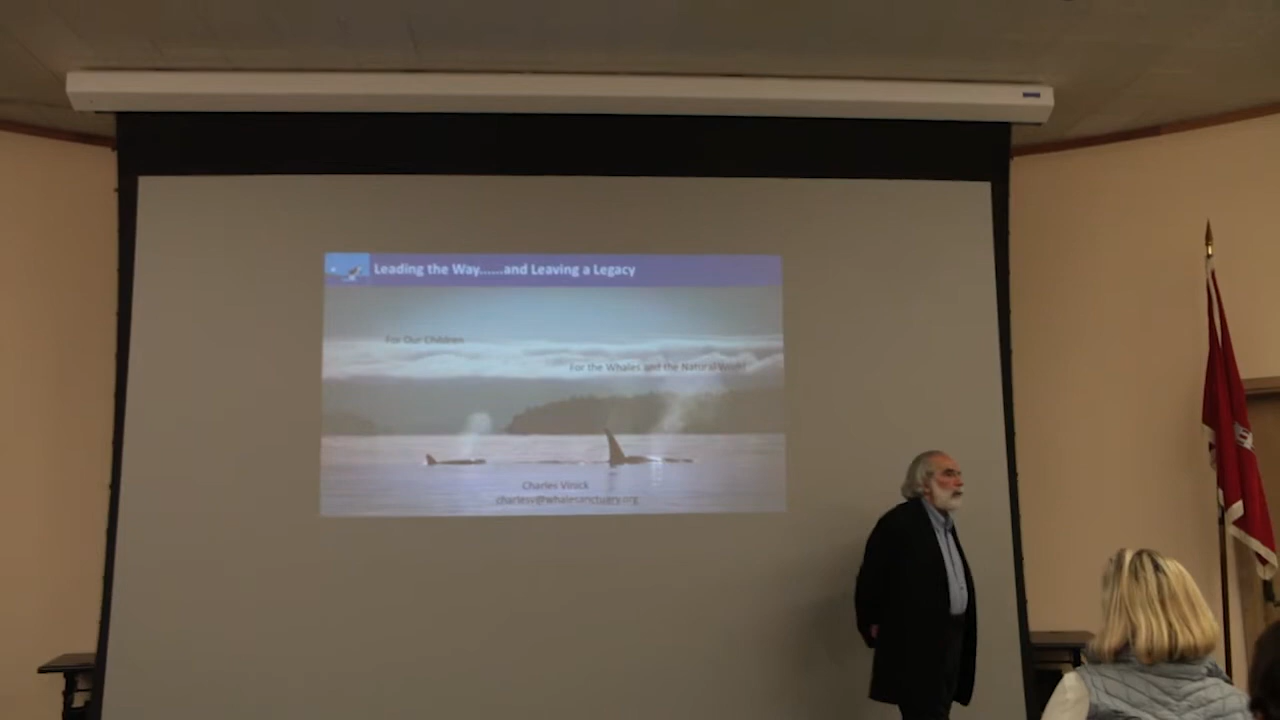 Leading the Way......and Leaving a Legacy
For Our Children
For the Whales and the Natural World
Charles Vinick
charlesv@whalesanctuary.org